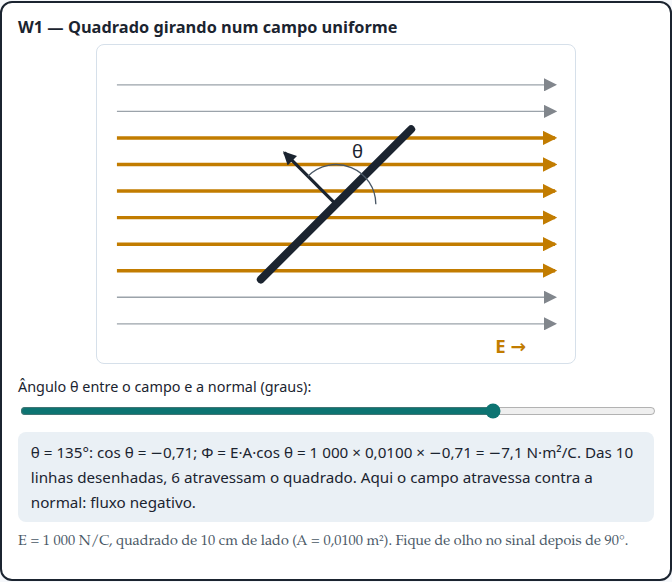 W1 — Quadrado girando num campo uniforme
θ
E →
Ângulo θ entre o campo e a normal (graus):
θ = 135°: cos θ = −0,71; Φ = E·A·cos θ = 1 000 × 0,0100 × −0,71 = −7,1 N·m²/C. Das 10
linhas desenhadas, 6 atravessam o quadrado. Aqui o campo atravessa contra a
normal: fluxo negativo.
E = 1 000 N/C, quadrado de 10 cm de lado (A = 0,0100 m²). Fique de olho no sinal depois de 90°.